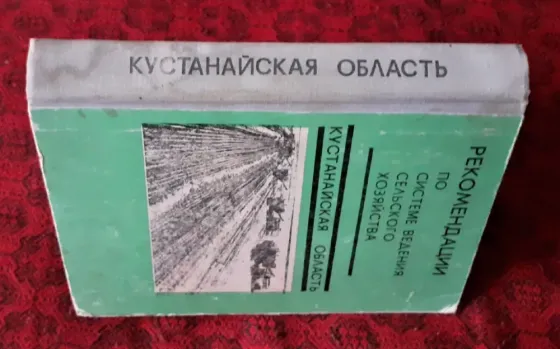 КУСТАНАЙСКАЯ ОБЛАСТЬ
РЕКОМЕНДАЦИИ
ПО
СИСТЕМЕ ВЕДЕНИЯ
СЕЛЬСКОГО
ХОЗЯЙСТВА
КУСТАНАЙСКАЯ ОБЛАСТЬ